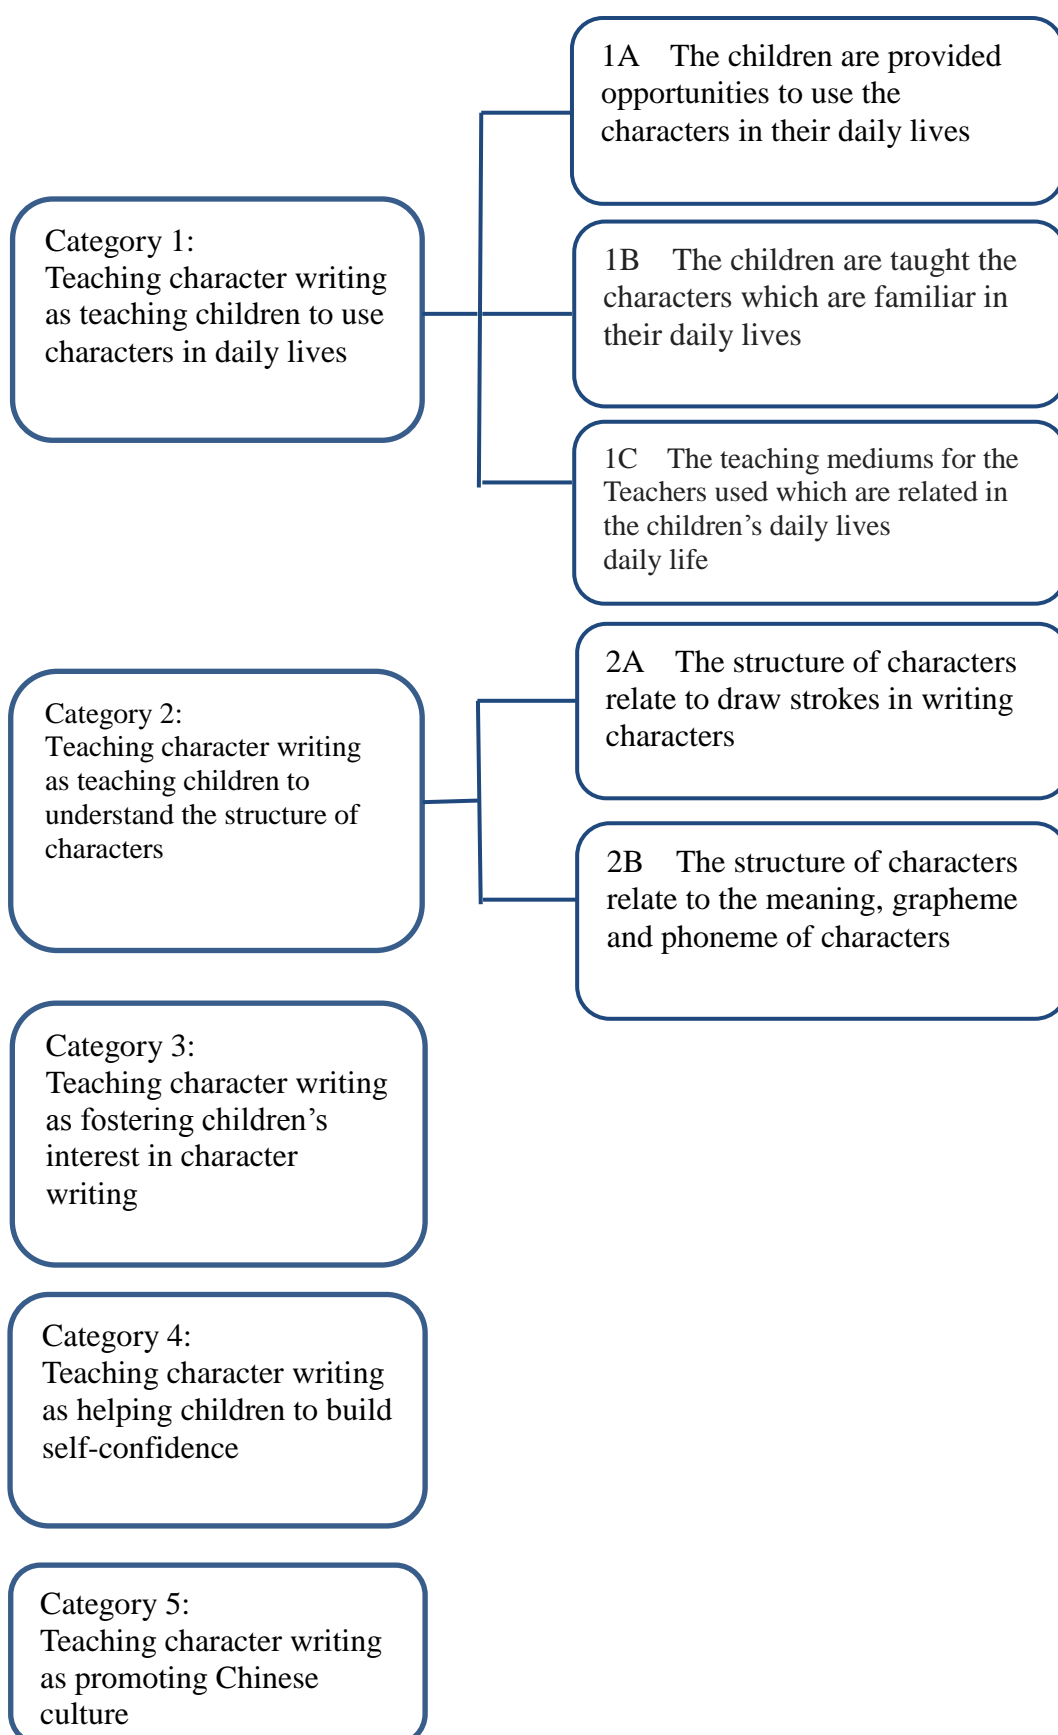 Category 1:
Teaching character writing
as teaching children to use
characters in daily lives
1A The children are provided
opportunities to use the
characters in their daily lives
1B The children are taught the
characters which are familiar in
their daily lives
1C The teaching mediums for the
Teachers used which are related in
the children’s daily lives
daily life
Category 2:
Teaching character writing
as teaching children to
understand the structure of
characters
2A The structure of characters
relate to draw strokes in writing
characters
2B The structure of characters
relate to the meaning, grapheme
and phoneme of characters
Category 3:
Teaching character writing
as fostering children’s
interest in character
writing
Category 4:
Teaching character writing
as helping children to build
self-confidence
Category 5:
Teaching character writing
as promoting Chinese
culture